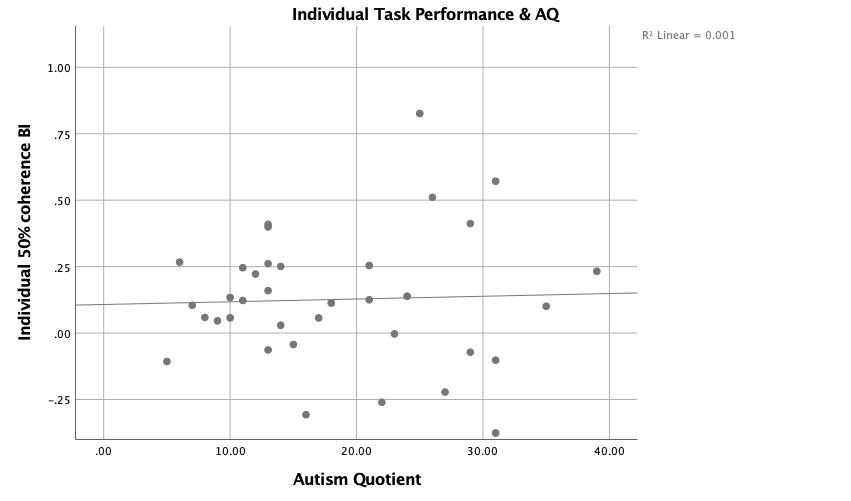 Individual Task Performance & AQ
R² Linear = 0.001
Individual 50% coherence BI
1.00
.75
.50
.25
.00
-.25
.00 10.00 20.00 30.00 40.00
Autism Quotient